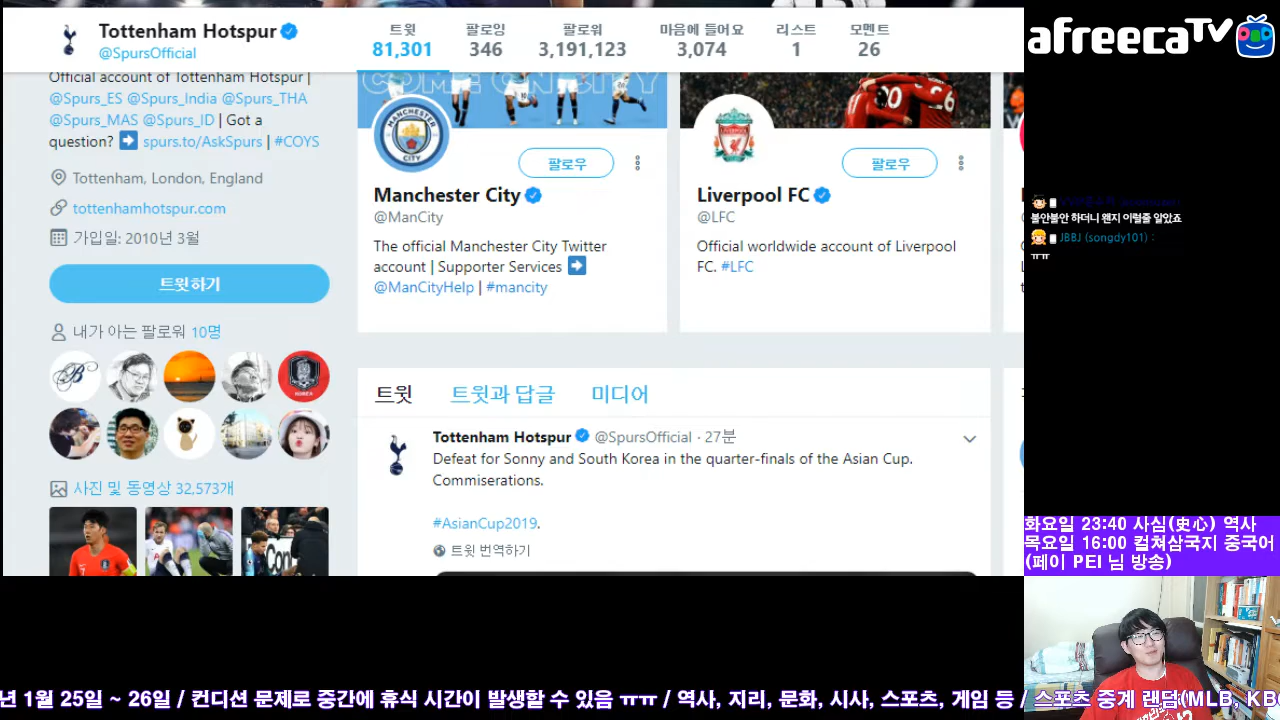 Tottenham Hotspur
@SpursOfficial
트윗 81,301
팔로잉 346
팔로워 3,191,123
마음에 들어요 3,074
리스트 1
모멘트 26
afreecaTV
Official account of Tottenham Hotspur |
@Spurs_ES @Spurs_India @Spurs_THA
@Spurs_MAS @Spurs_ID | Got a
question? ➡ spurs.to/AskSpurs | #COYS
Tottenham, London, England
tottenhamhotspur.com
가입일: 2010년 3월
트윗하기
내가 아는 팔로워 10명
KOREA
사진 및 동영상 32,573개
COME ON CITY
MANCHESTER
CITY
팔로우
Manchester City
@ManCity
The official Manchester City Twitter
account | Supporter Services ➡
@ManCityHelp | #mancity
팔로우
Liverpool FC
@LFC
Official worldwide account of Liverpool
FC. #LFC
트윗 트윗과 답글 미디어
Tottenham Hotspur @SpursOfficial · 27분
Defeat for Sonny and South Korea in the quarter-finals of the Asian Cup.
Commiserations.
#AsianCup2019.
트윗 번역하기
불안불안 하더니 웬지 이럴줄 알았죠
JBBJ (songdy101) :
ㅠㅠ
화요일 23:40 사심(史心) 역사
목요일 16:00 컬쳐삼국지 중국어
(페이 PEI 님 방송)
년 1월 25일 ~ 26일 / 컨디션 문제로 중간에 휴식 시간이 발생할 수 있음 ㅠㅠ / 역사, 지리, 문화, 시사, 스포츠, 게임 등 / 스포츠 중계 랜덤(MLB, KB